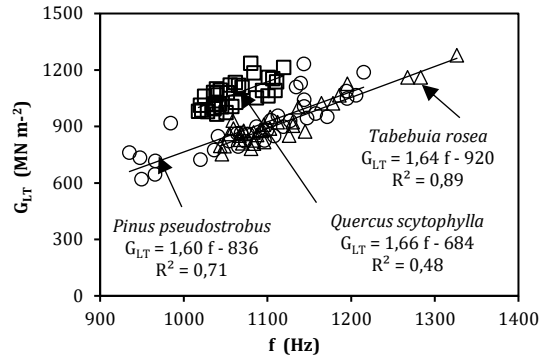 1500
1200
900
600
300
0
G_LT (MN m-2)
Tabebuia rosea
G_LT = 1,64 f - 920
R² = 0,89
Pinus pseudostrobus
G_LT = 1,60 f - 836
R² = 0,71
Quercus scytophylla
G_LT = 1,66 f - 684
R² = 0,48
900 1000 1100 1200 1300 1400
f (Hz)